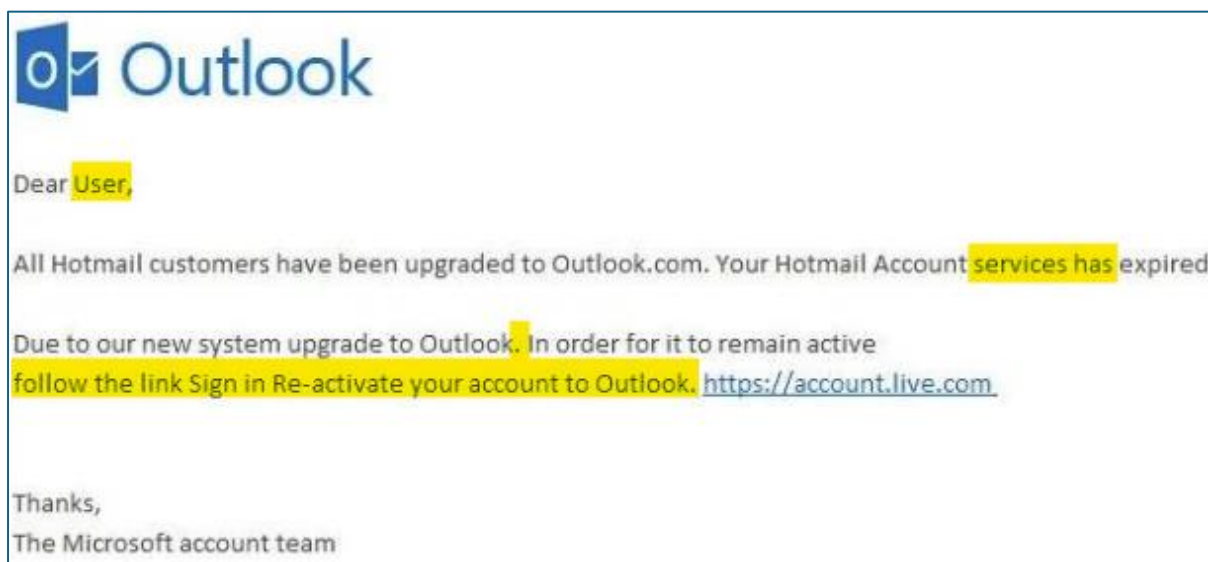 Outlook
Dear User,
All Hotmail customers have been upgraded to Outlook.com. Your Hotmail Account services has expired
Due to our new system upgrade to Outlook. In order for it to remain active
follow the link Sign in Re-activate your account to Outlook. https://account.live.com
Thanks,
The Microsoft account team